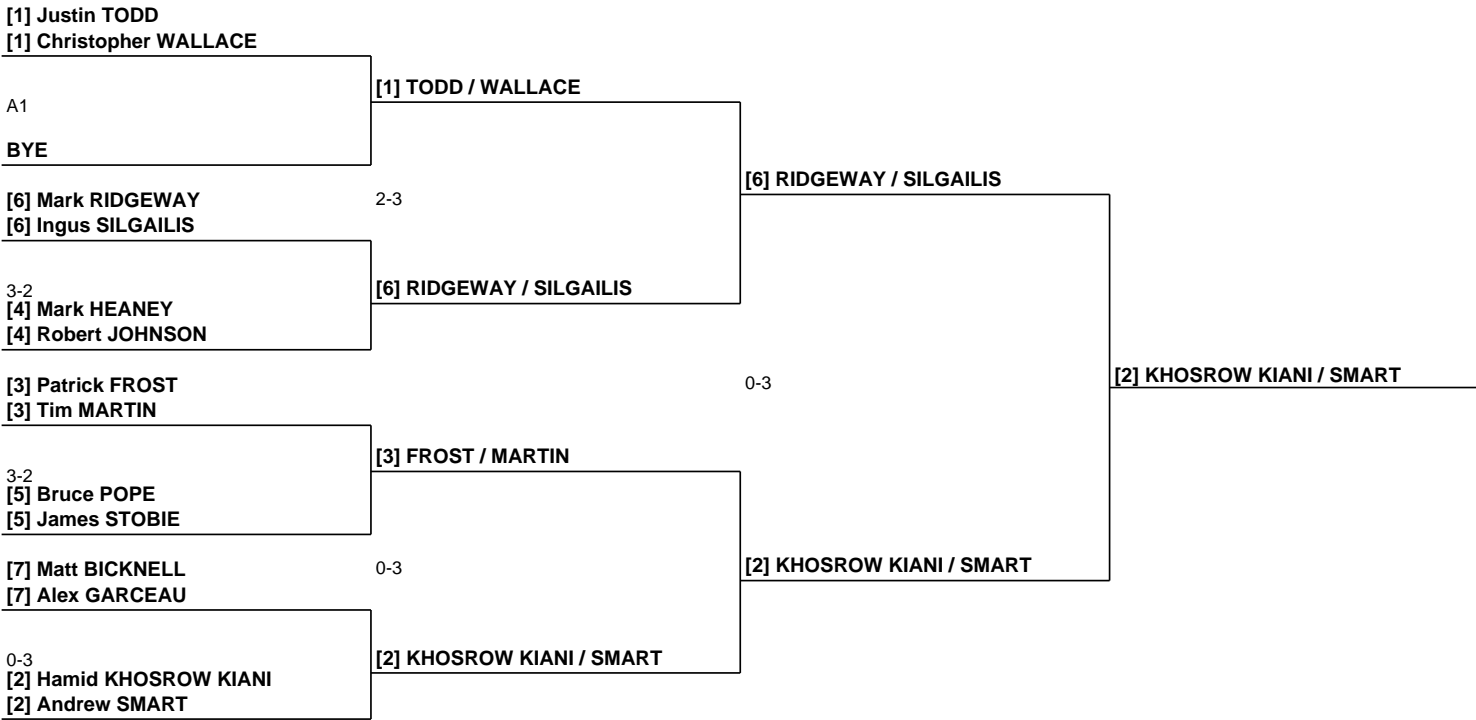 [1] Justin TODD
[1] Christopher WALLACE
[1] TODD / WALLACE
A1
BYE
[6] RIDGEWAY / SILGAILIS
[6] Mark RIDGEWAY
2-3
[6] Ingus SILGAILIS
[6] RIDGEWAY / SILGAILIS
3-2
[4] Mark HEANEY
[4] Robert JOHNSON
[2] KHOSROW KIANI / SMART
[3] Patrick FROST
0-3
[3] Tim MARTIN
[3] FROST / MARTIN
3-2
[5] Bruce POPE
[5] James STOBIE
[2] KHOSROW KIANI / SMART
[7] Matt BICKNELL
0-3
[7] Alex GARCEAU
[2] KHOSROW KIANI / SMART
0-3
[2] Hamid KHOSROW KIANI
[2] Andrew SMART